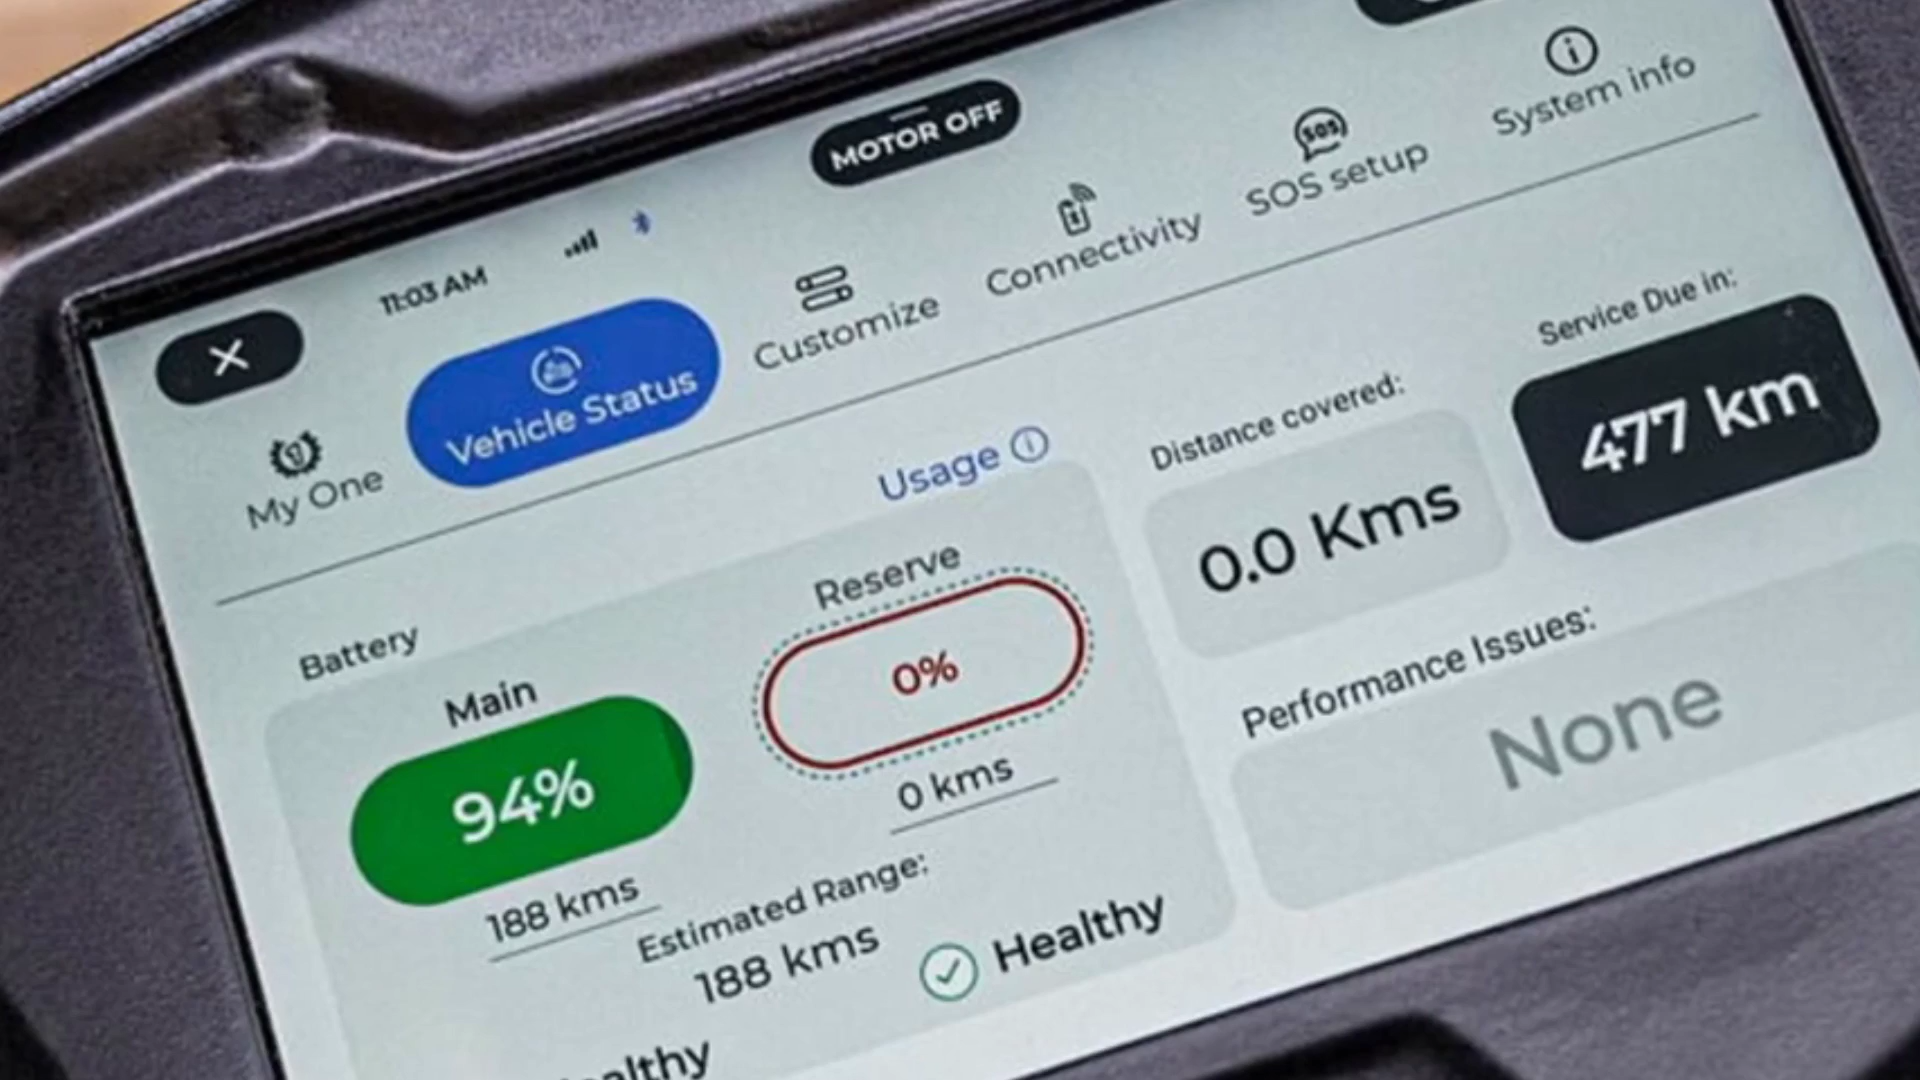 MOTOR OFF
11:03 AM
My One
Vehicle Status
Customize
Connectivity
SOS
SOS setup
System info
Battery
Usage
Main
94%
188 kms
Reserve
0%
0 kms
Estimated Range:
188 kms
Healthy
althy
Distance covered:
0.0 Kms
Service Due in:
477 km
Performance Issues:
None